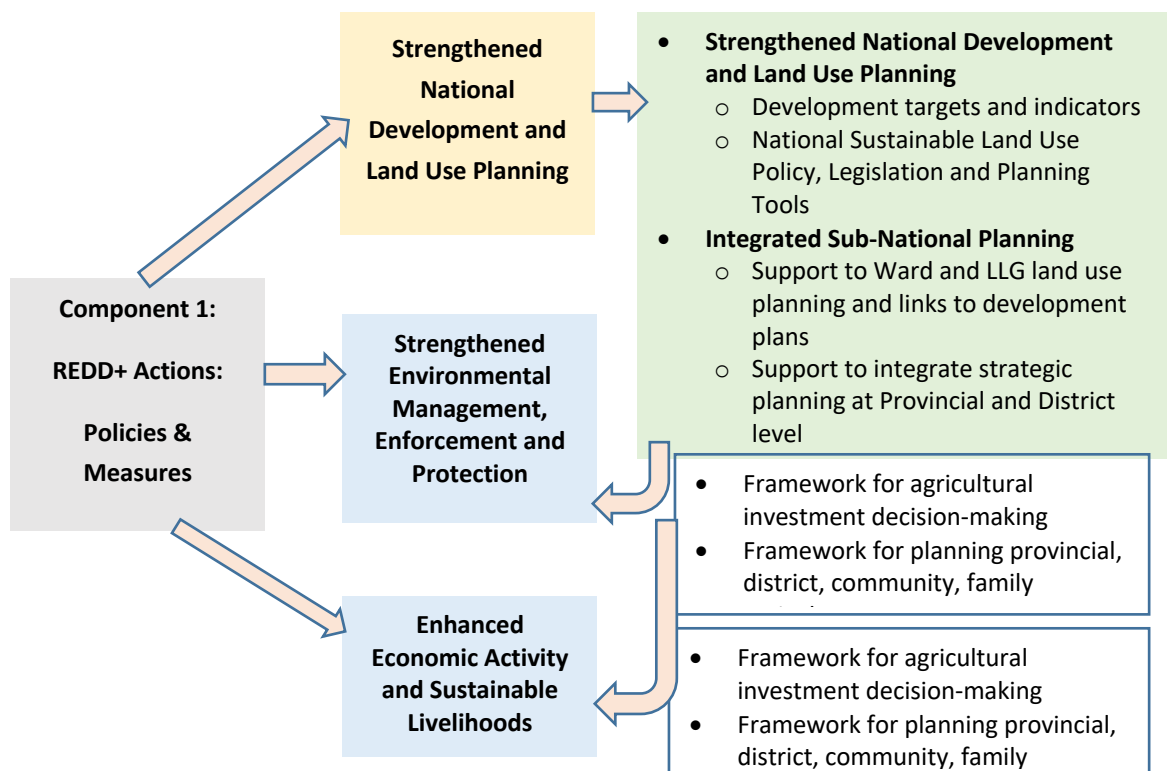 Component 1:
REDD+ Actions:
Policies &
Measures
Strengthened
National
Development and
Land Use Planning
• Strengthened National Development
and Land Use Planning
o Development targets and indicators
o National Sustainable Land Use
Policy, Legislation and Planning
Tools
• Integrated Sub-National Planning
o Support to Ward and LLG land use
planning and links to development
plans
o Support to integrate strategic
planning at Provincial and District
level
Strengthened
Environmental
Management,
Enforcement and
Protection
• Framework for agricultural
investment decision-making
• Framework for planning provincial,
district, community, family
Enhanced
Economic Activity
and Sustainable
Livelihoods
• Framework for agricultural
investment decision-making
• Framework for planning provincial,
district, community, family